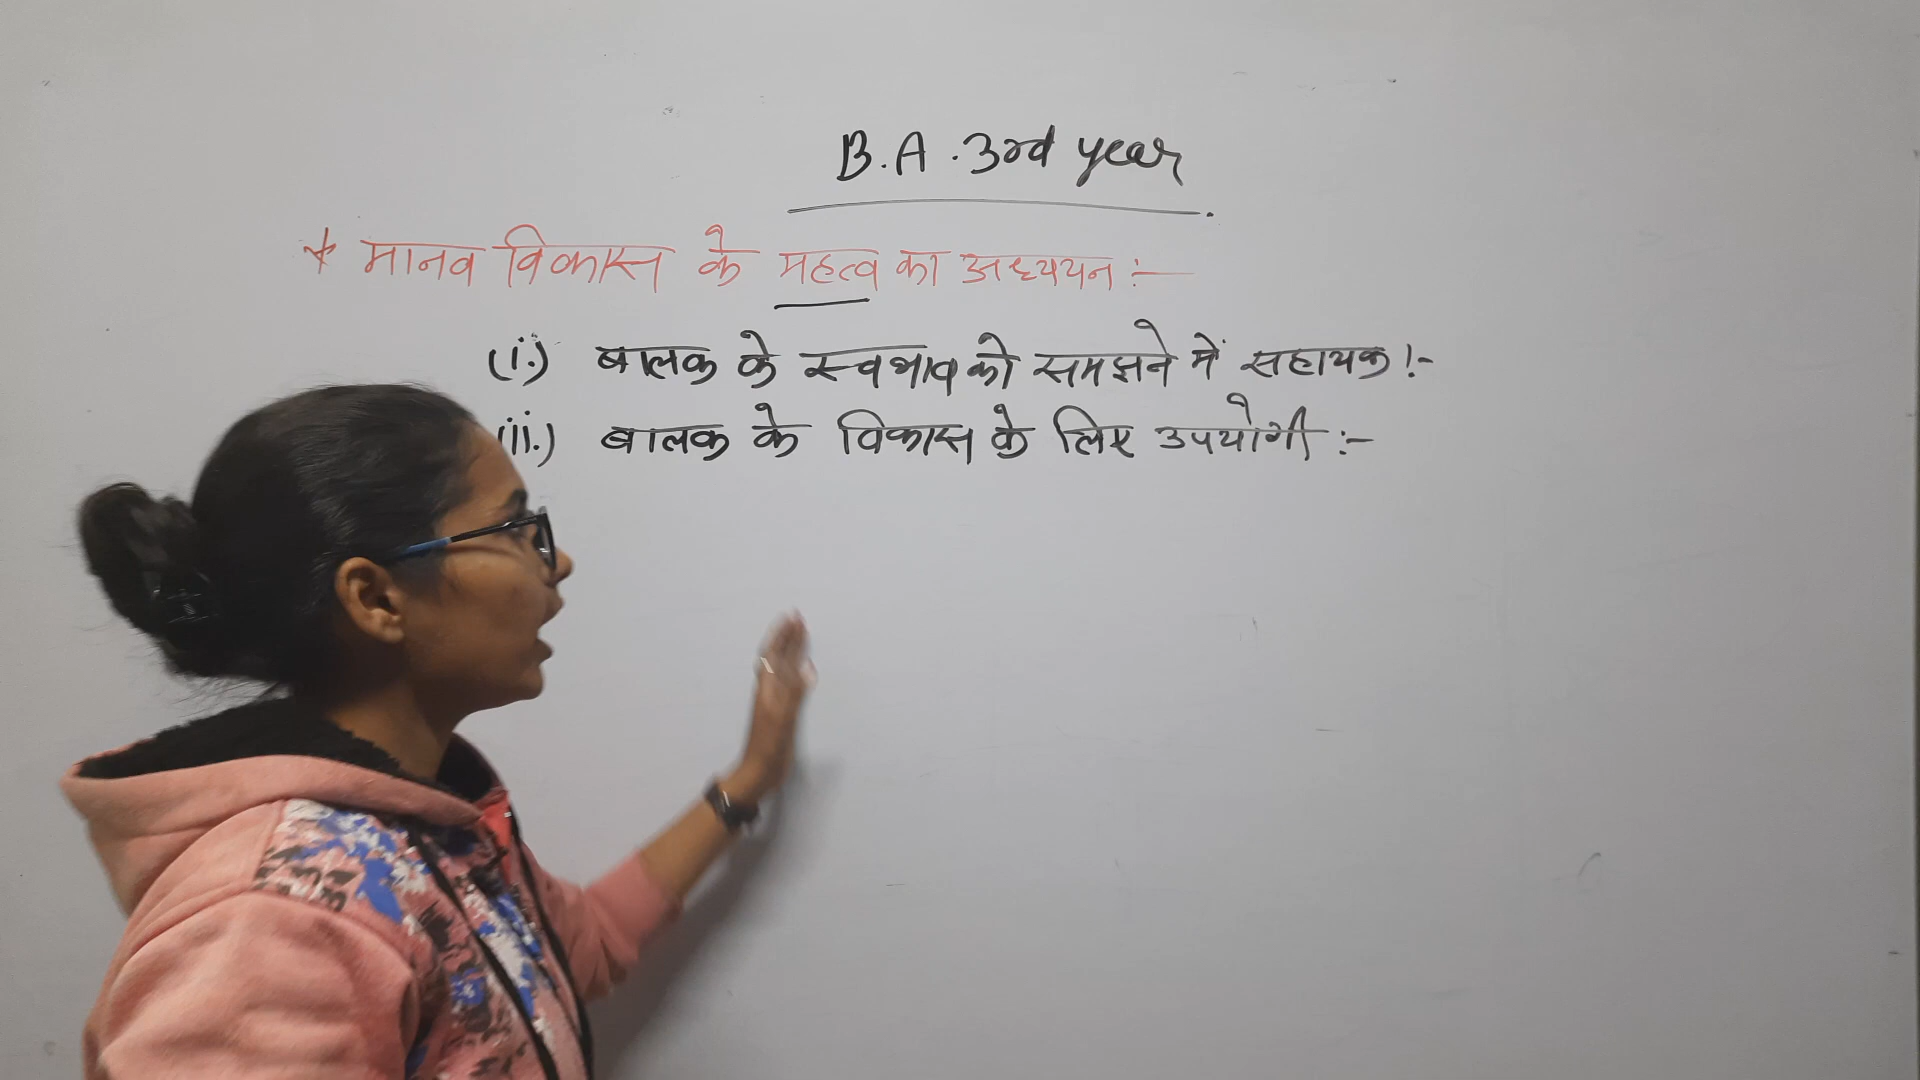 B.A. 3rd year
* मानव विकास के महत्व का अध्ययन :-
(i.) बालक के स्वभाव को समझने में सहायक :-
(ii.) बालक के विकास के लिए उपयोगी :-